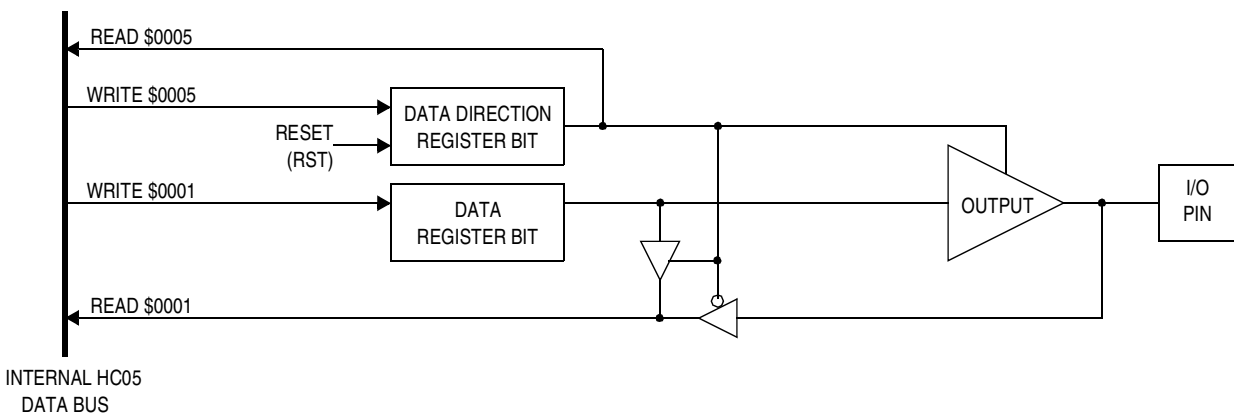 READ $0005
WRITE $0005
RESET
(RST)
DATA DIRECTION
REGISTER BIT
WRITE $0001
DATA
REGISTER BIT
OUTPUT
I/O
PIN
READ $0001
INTERNAL HC05
DATA BUS